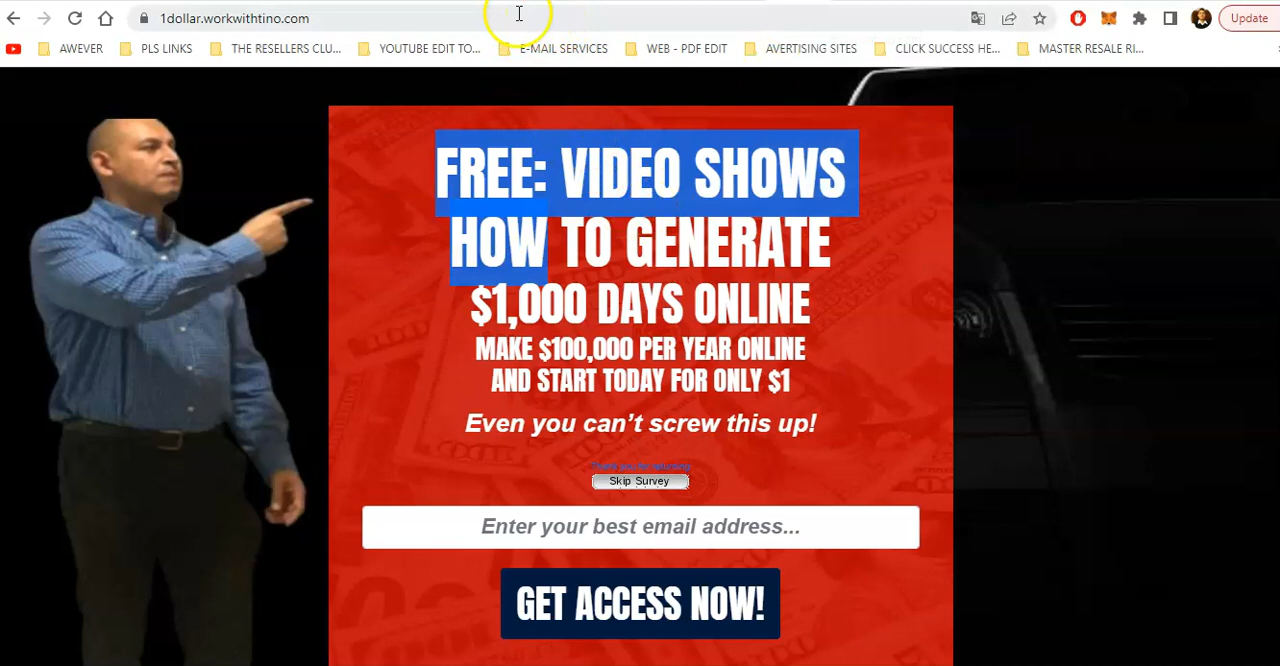 1dollar.workwithtino.com
Update
AWEVER
PLS LINKS
THE RESELLERS CLU...
YOUTUBE EDIT TO...
E-MAIL SERVICES
WEB - PDF EDIT
AVERTISING SITES
CLICK SUCCESS HE...
MASTER RESALE RI...
FREE: VIDEO SHOWS
HOW TO GENERATE
$1,000 DAYS ONLINE
MAKE $100,000 PER YEAR ONLINE
AND START TODAY FOR ONLY $1
Even you can't screw this up!
Skip Survey
Enter your best email address...
GET ACCESS NOW!